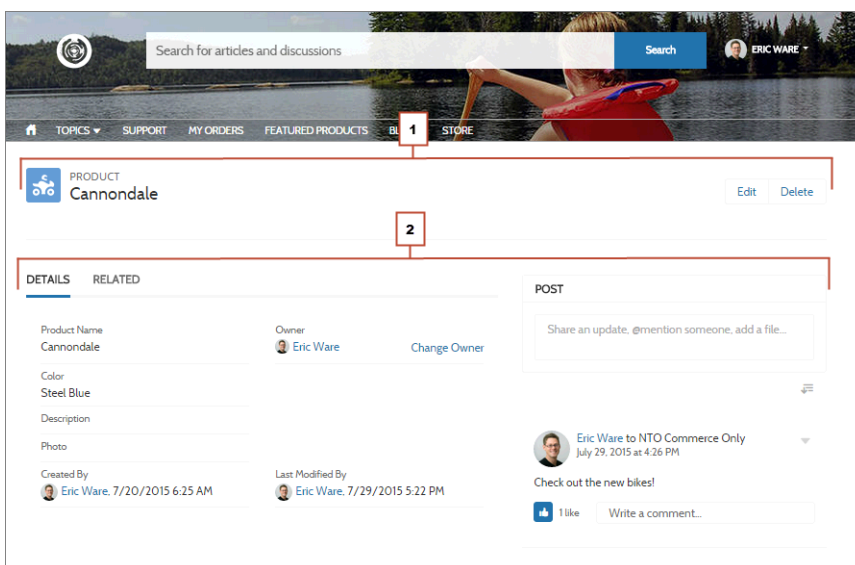 Search for articles and discussions
Search
ERIC WARE
TOPICS
SUPPORT
MY ORDERS
FEATURED PRODUCTS
STORE
1
PRODUCT
Cannondale
Edit
Delete
2
DETAILS
RELATED
POST
Product Name
Cannondale
Owner
Eric Ware
Change Owner
Share an update, @mention someone, add a file...
Color
Steel Blue
Description
Photo
Eric Ware to NTO Commerce Only
July 29, 2015 at 4:26 PM
Created By
Eric Ware, 7/20/2015 6:25 AM
Last Modified By
Eric Ware, 7/29/2015 5:22 PM
Check out the new bikes!
1 like
Write a comment...